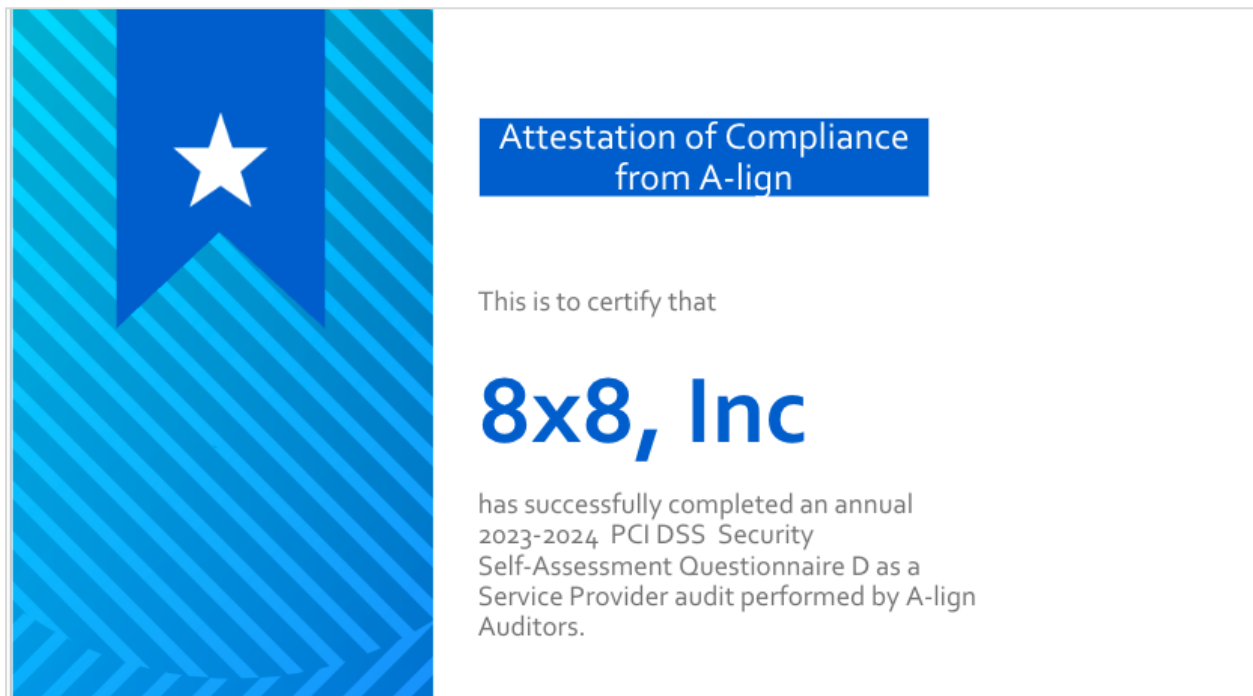 Attestation of Compliance
from A-lign
This is to certify that
8x8, Inc
has successfully completed an annual
2023-2024 PCI DSS Security
Self-Assessment Questionnaire D as a
Service Provider audit performed by A-lign
Auditors.